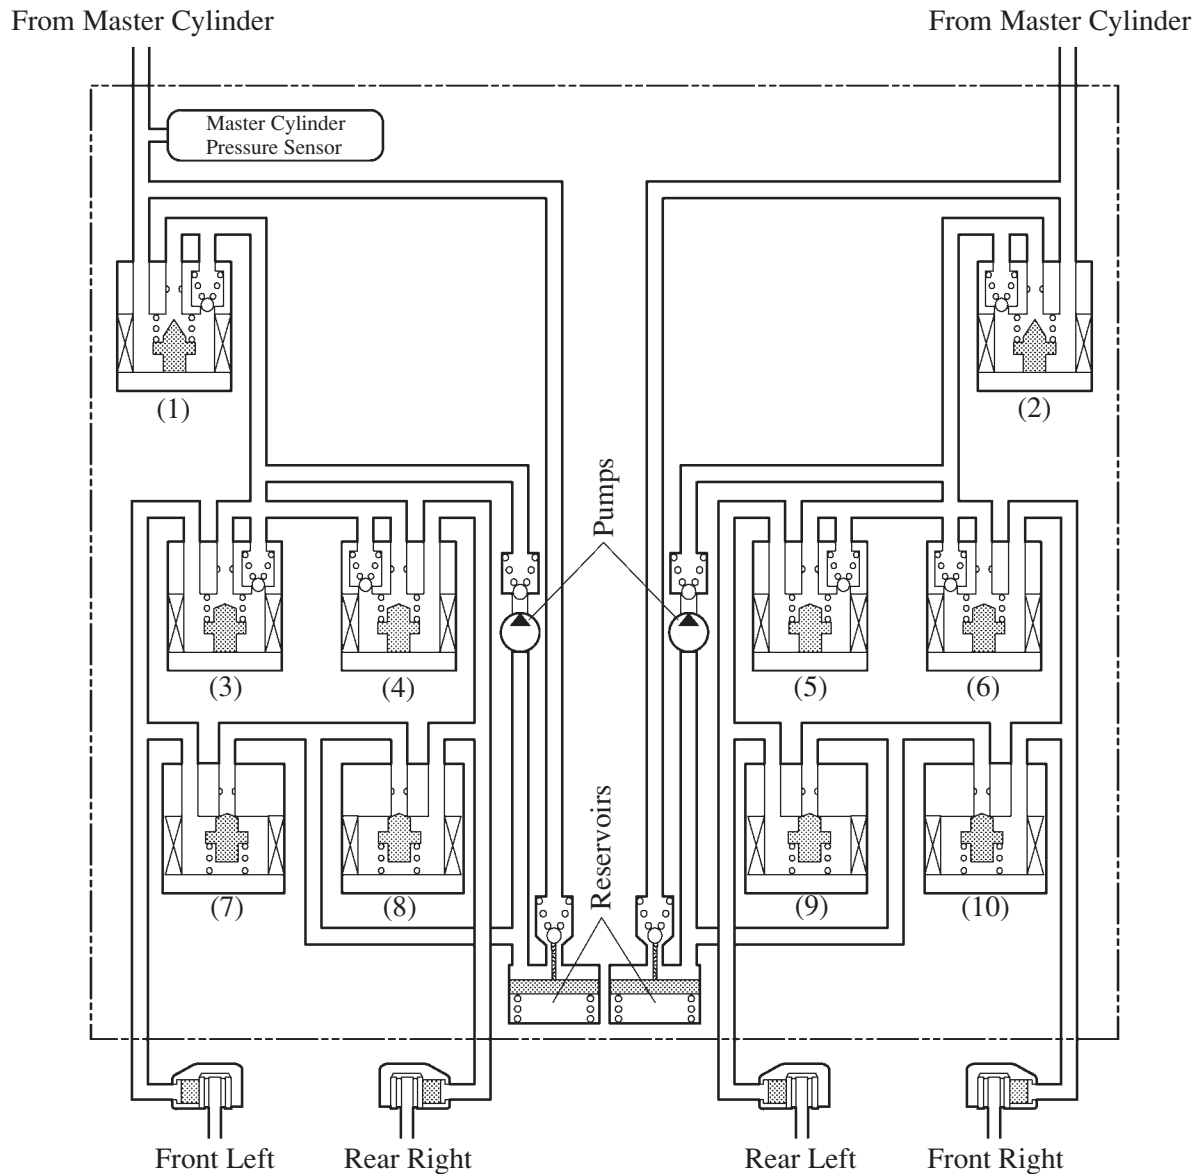 From Master Cylinder
From Master Cylinder
Master Cylinder
Pressure Sensor
(1)
(2)
Pumps
(3)
(4)
(5)
(6)
Reservoirs
(7)
(8)
(9)
(10)
Front Left
Rear Right
Rear Left
Front Right